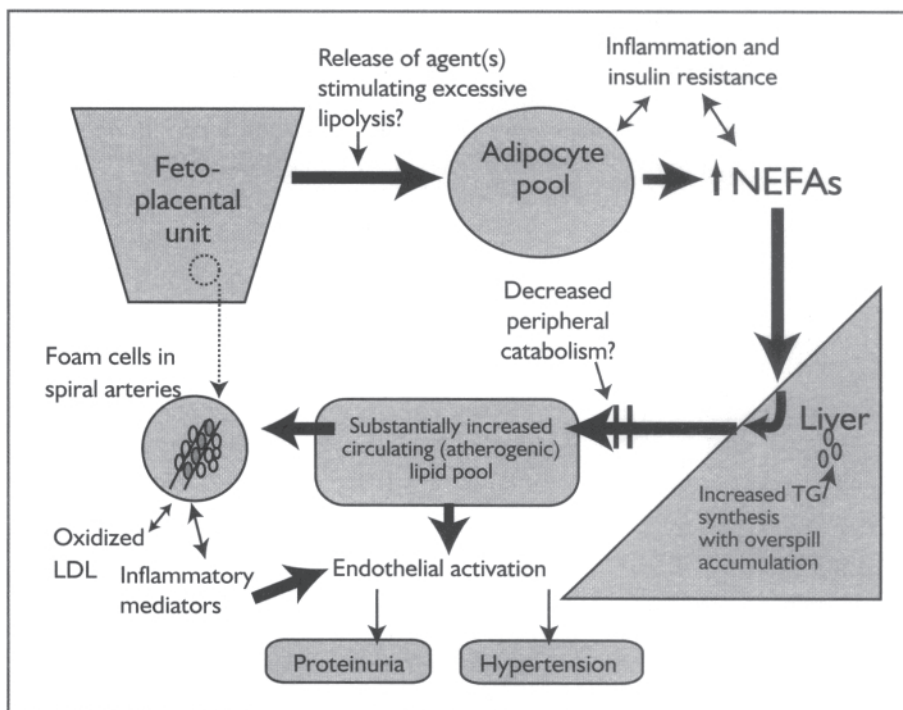 Release of agent(s)
stimulating excessive
lipolysis?
Inflammation and
insulin resistance
Feto-
placental
unit
Adipocyte
pool
NEFAs
Decreased
peripheral
catabolism?
Foam cells in
spiral arteries
Substantially increased
circulating (atherogenic)
lipid pool
Liver
Increased TG
synthesis
with overspill
accumulation
Oxidized
LDL
Inflammatory
mediators
Endothelial activation
Proteinuria
Hypertension